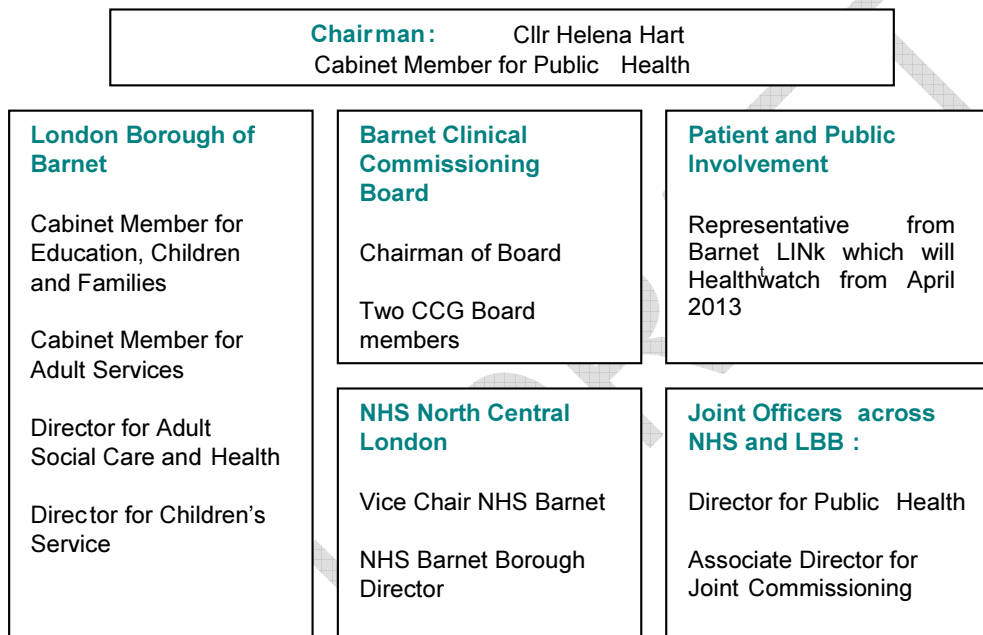 Chairman: Cllr Helena Hart
Cabinet Member for Public Health
London Borough of
Barnet
Cabinet Member for
Education, Children
and Families
Cabinet Member for
Adult Services
Director for Adult
Social Care and Health
Director for Children's
Service
Barnet Clinical
Commissioning
Board
Chairman of Board
Two CCG Board
members
Patient and Public
Involvement
Representative from
Barnet LINk which will
Healthwatch from April
2013
NHS North Central
London
Vice Chair NHS Barnet
NHS Barnet Borough
Director
Joint Officers across
NHS and LBB :
Director for Public Health
Associate Director for
Joint Commissioning